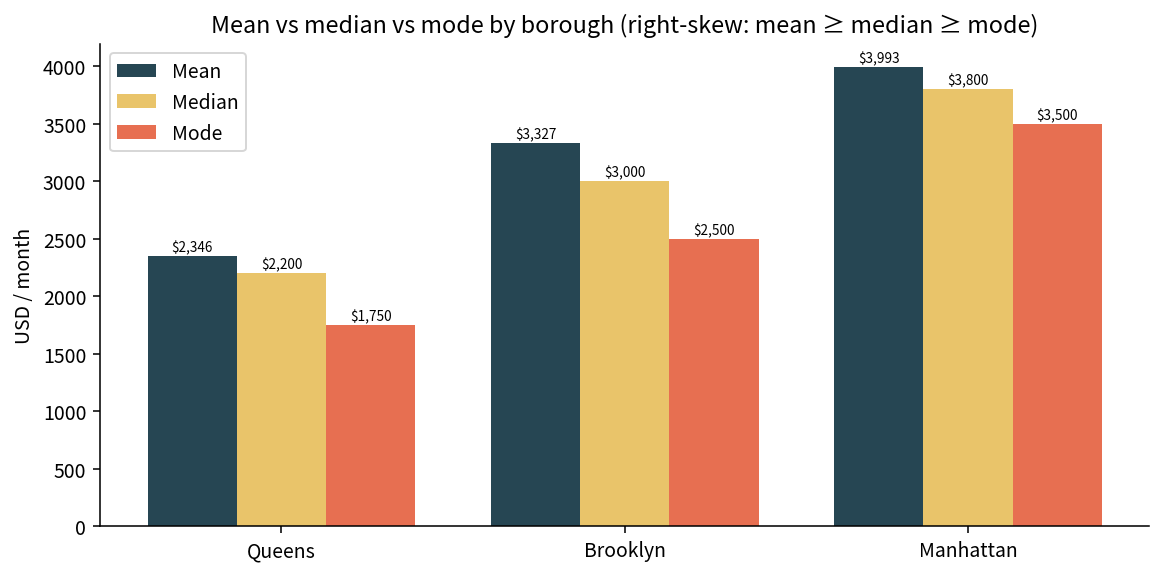 Mean vs median vs mode by borough (right-skew: mean ≥ median ≥ mode)
Mean
Median
Mode
USD / month
4000
3500
3000
2500
2000
1500
1000
500
0
$2,346
$2,200
$1,750
$3,327
$3,000
$2,500
$3,993
$3,800
$3,500
Queens
Brooklyn
Manhattan